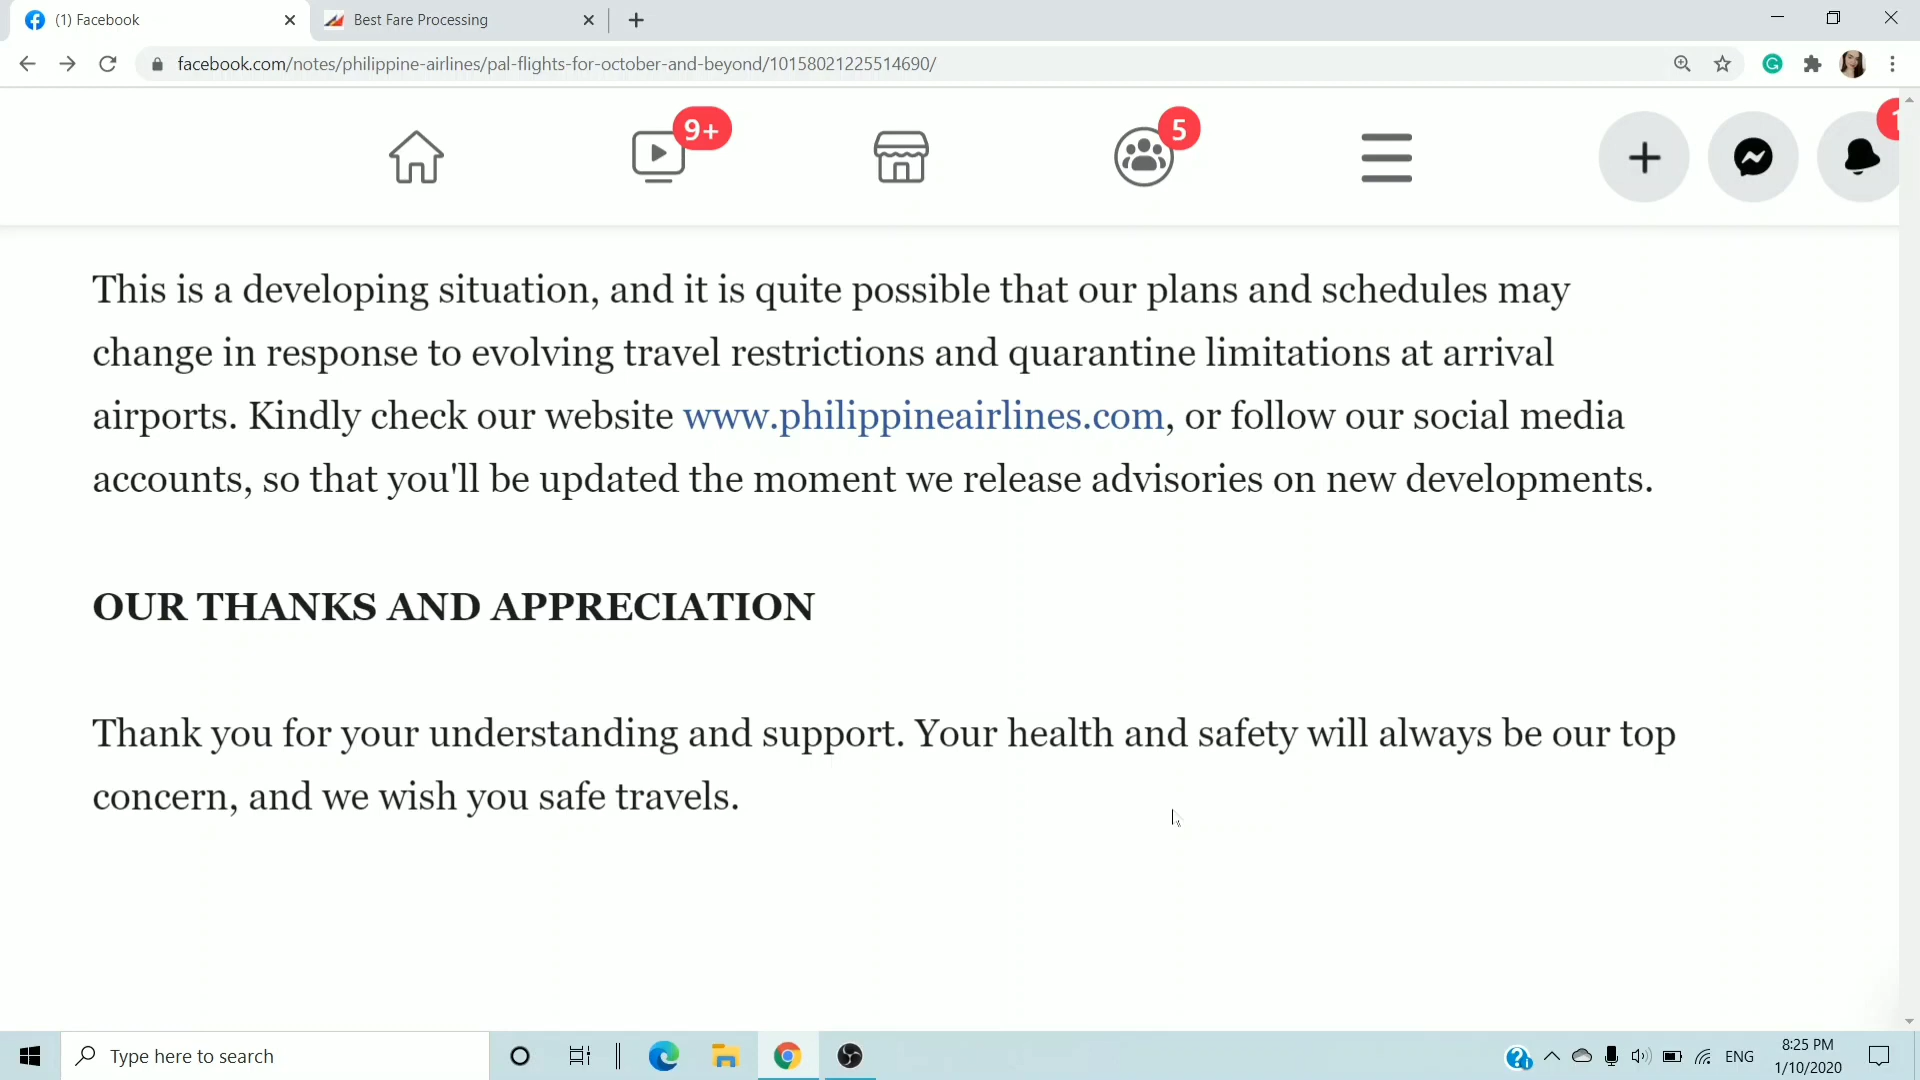 (1) Facebook
Best Fare Processing
facebook.com/notes/philippine-airlines/pal-flights-for-october-and-beyond/10158021225514690/
9+
5
1
This is a developing situation, and it is quite possible that our plans and schedules may
change in response to evolving travel restrictions and quarantine limitations at arrival
airports. Kindly check our website www.philippineairlines.com, or follow our social media
accounts, so that you'll be updated the moment we release advisories on new developments.
OUR THANKS AND APPRECIATION
Thank you for your understanding and support. Your health and safety will always be our top
concern, and we wish you safe travels.
Type here to search
ENG
8:25 PM
1/10/2020